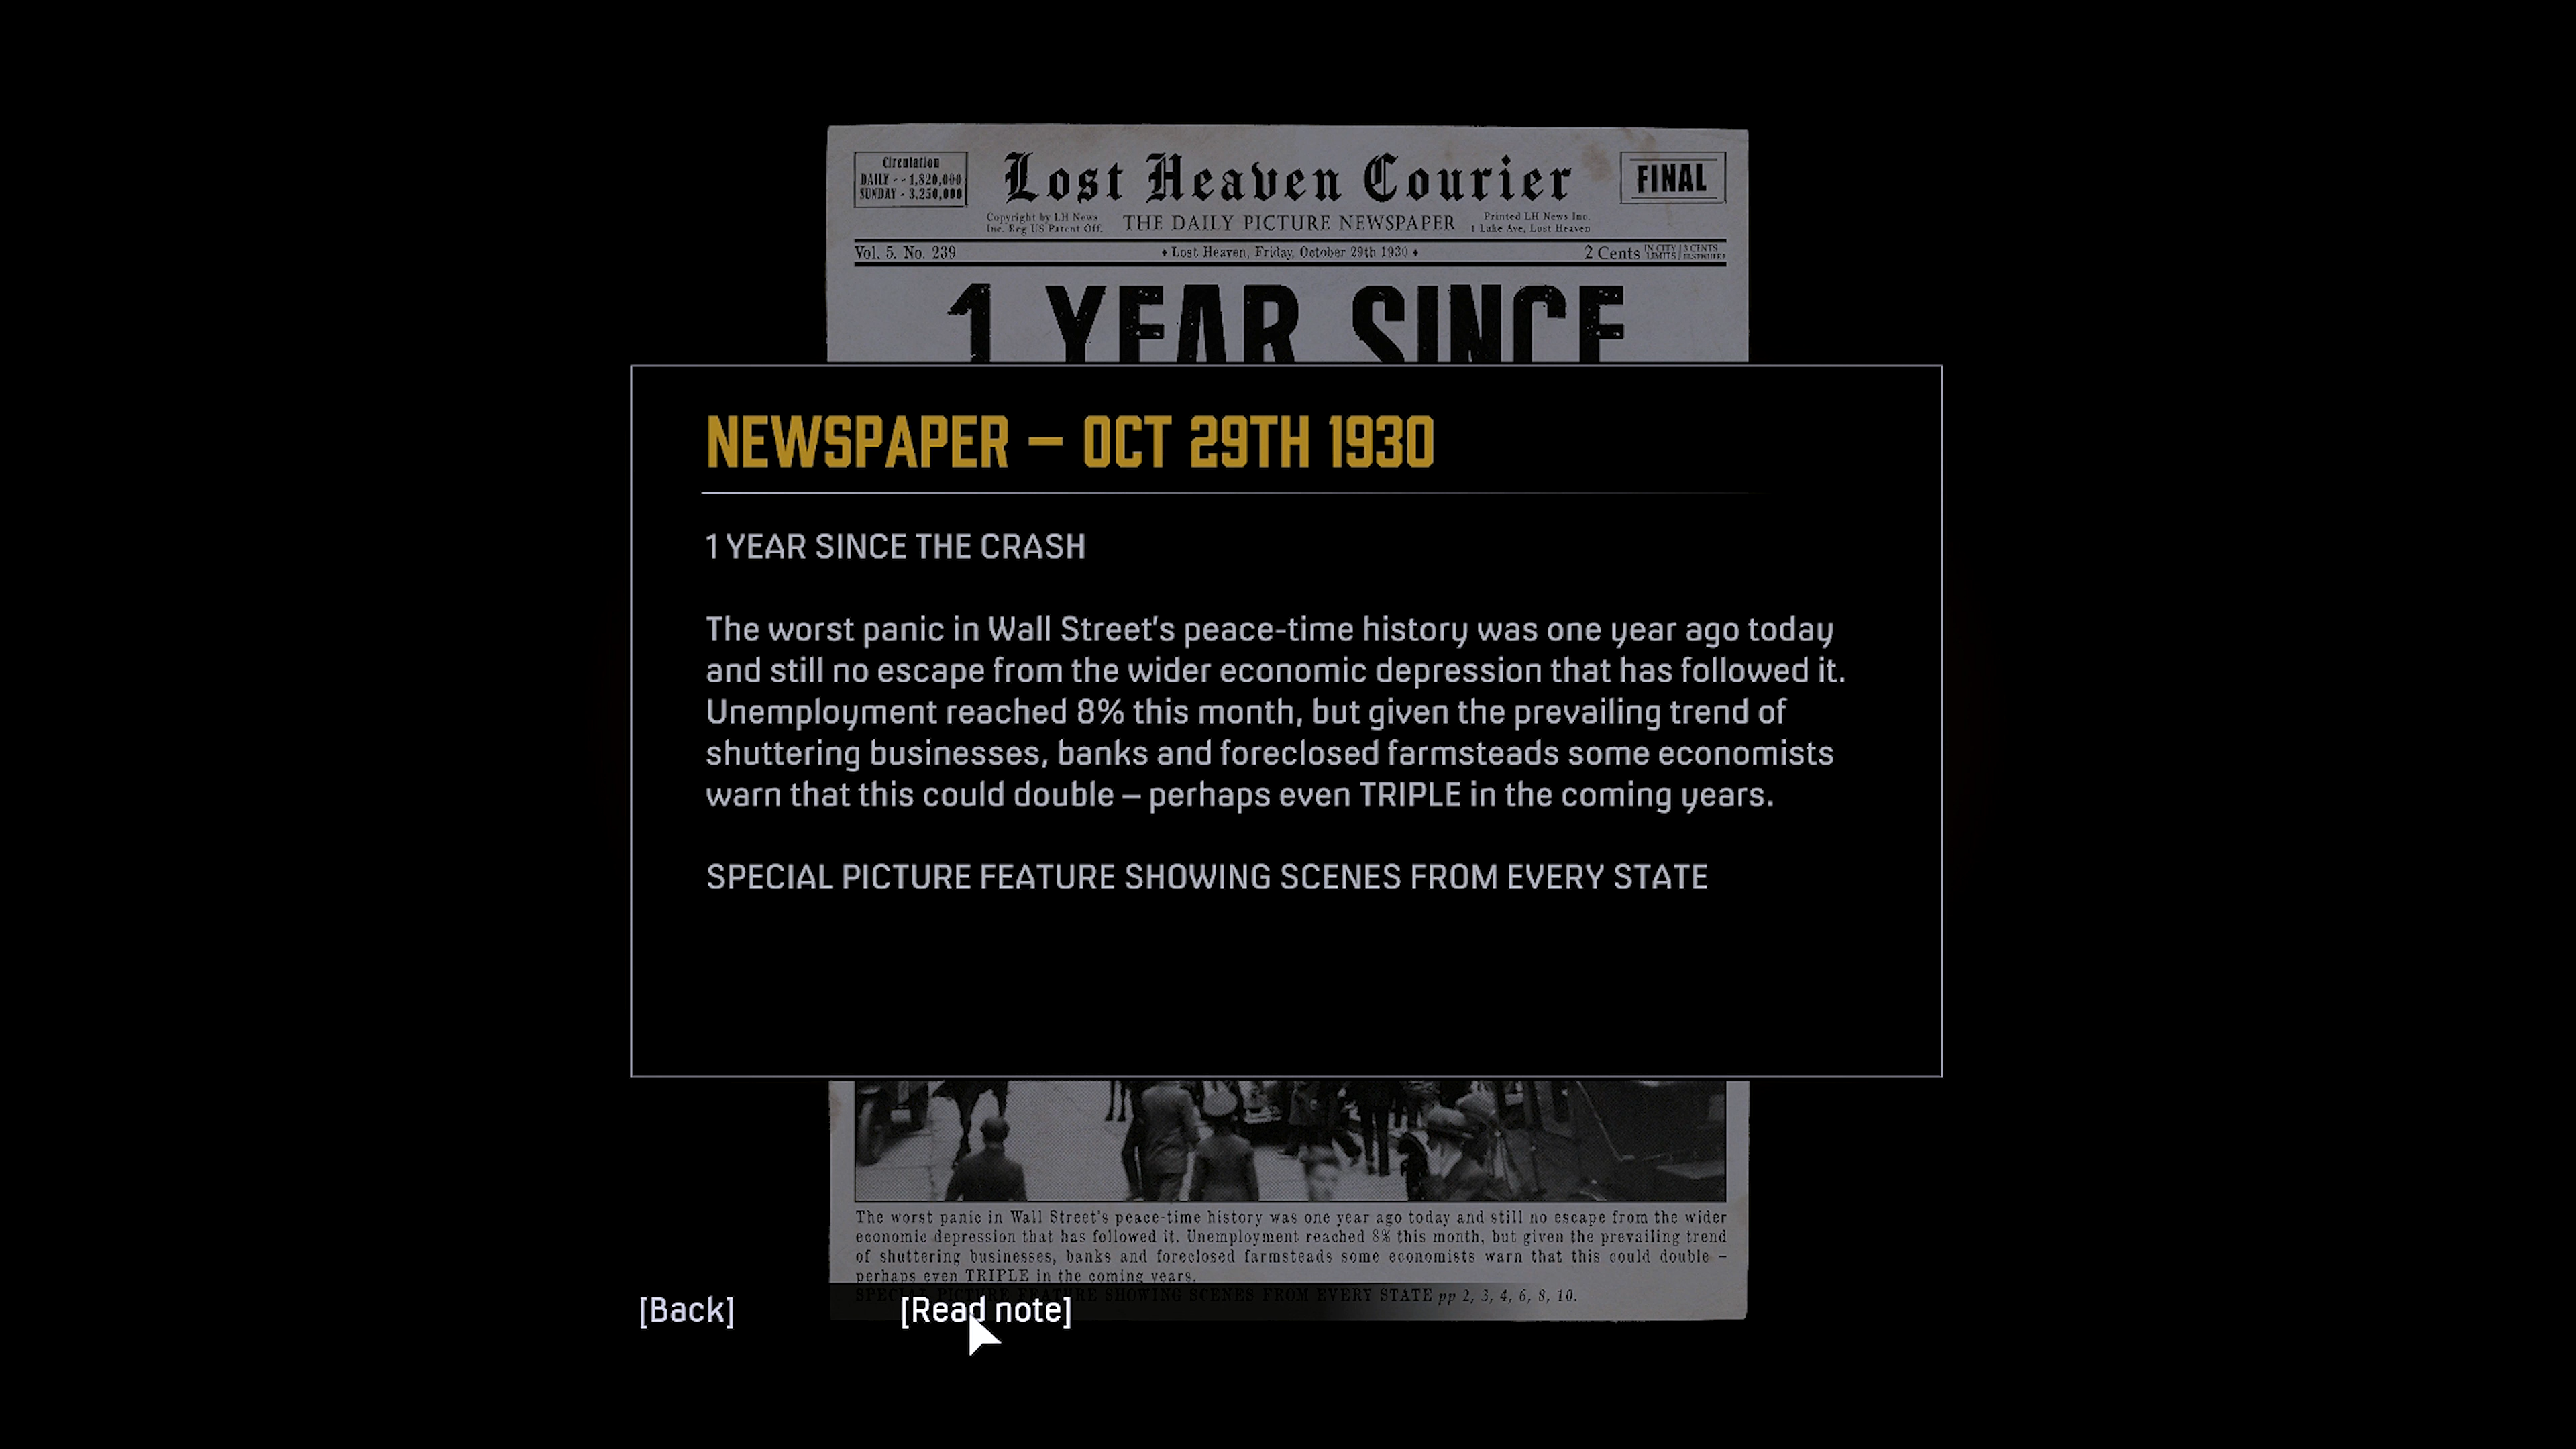 Circulation
DAILY - - 1,820,000
SUNDAY - 3,250,000
Lost Heaven Courier
FINAL
Copyright by LH News
Inc. Reg US Patent Off.
THE DAILY PICTURE NEWSPAPER
Printed LH News Inc.
1 Lake Ave, Lost Heaven
Vol. 5. No. 239
Lost Heaven, Friday, October 29th 1930
2 Cents
IN CITY
LIMITS
3 CENTS
1 YEAR SINCE
NEWSPAPER – OCT 29TH 1930
1 YEAR SINCE THE CRASH
The worst panic in Wall Street's peace-time history was one year ago today
and still no escape from the wider economic depression that has followed it.
Unemployment reached 8% this month, but given the prevailing trend of
shuttering businesses, banks and foreclosed farmsteads some economists
warn that this could double – perhaps even TRIPLE in the coming years.
SPECIAL PICTURE FEATURE SHOWING SCENES FROM EVERY STATE
The worst panic in Wall Street's peace-time history was one year ago today and still no escape from the wider
economic depression that has followed it. Unemployment reached 8% this month, but given the prevailing trend
of shuttering businesses, banks and foreclosed farmsteads some economists warn that this could double –
perhaps even TRIPLE in the coming years.
SPECIAL PICTURE FEATURE SHOWING SCENES FROM EVERY STATE pp 2, 3, 4, 6, 8, 10.
[Back]
[Read note]